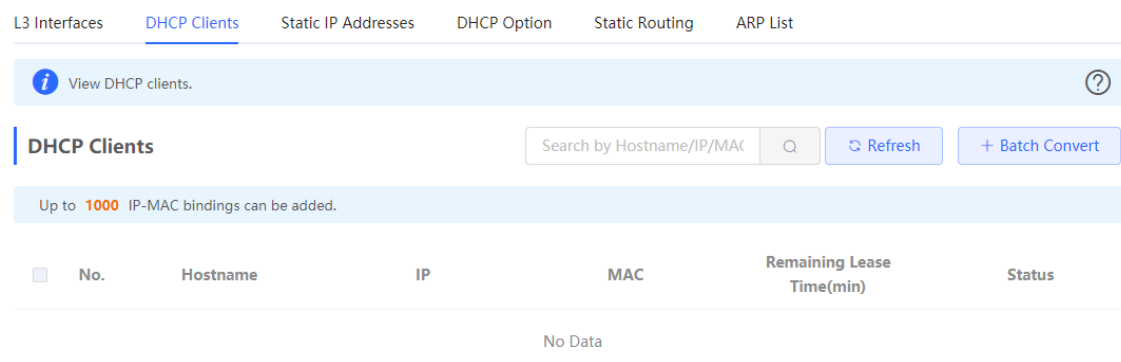 L3 Interfaces DHCP Clients Static IP Addresses DHCP Option Static Routing ARP List
i View DHCP clients. ?
DHCP Clients Search by Hostname/IP/MAC Refresh + Batch Convert
Up to 1000 IP-MAC bindings can be added.
No. Hostname IP MAC Remaining Lease Time(min) Status
No Data